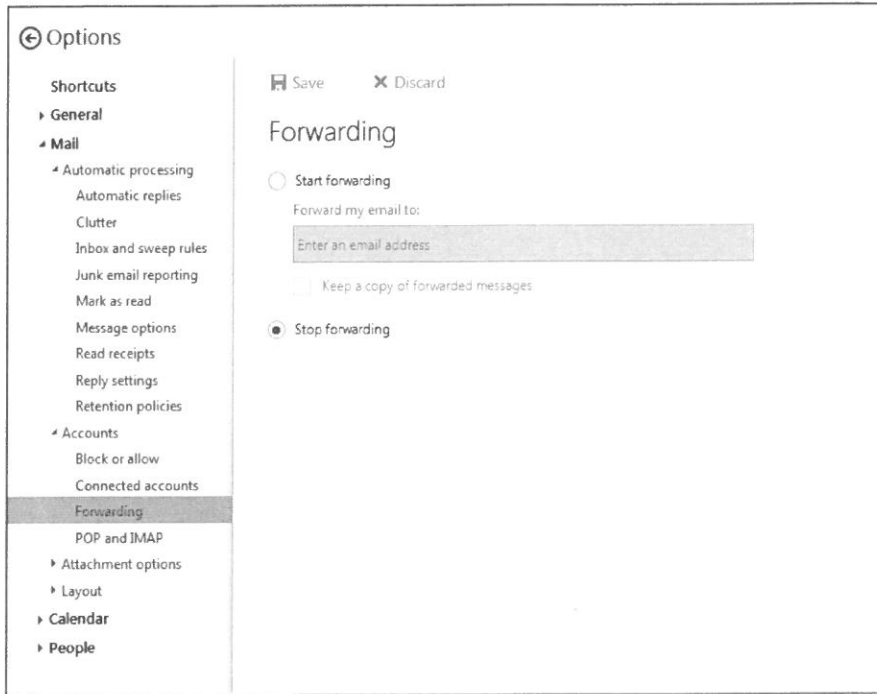 Options
Shortcuts
General
Mail
Automatic processing
Automatic replies
Clutter
Inbox and sweep rules
Junk email reporting
Mark as read
Message options
Read receipts
Reply settings
Retention policies
Accounts
Block or allow
Connected accounts
Forwarding
POP and IMAP
Attachment options
Layout
Calendar
People
Save Discard
Forwarding
Start forwarding
Forward my email to:
Enter an email address
Keep a copy of forwarded messages
Stop forwarding